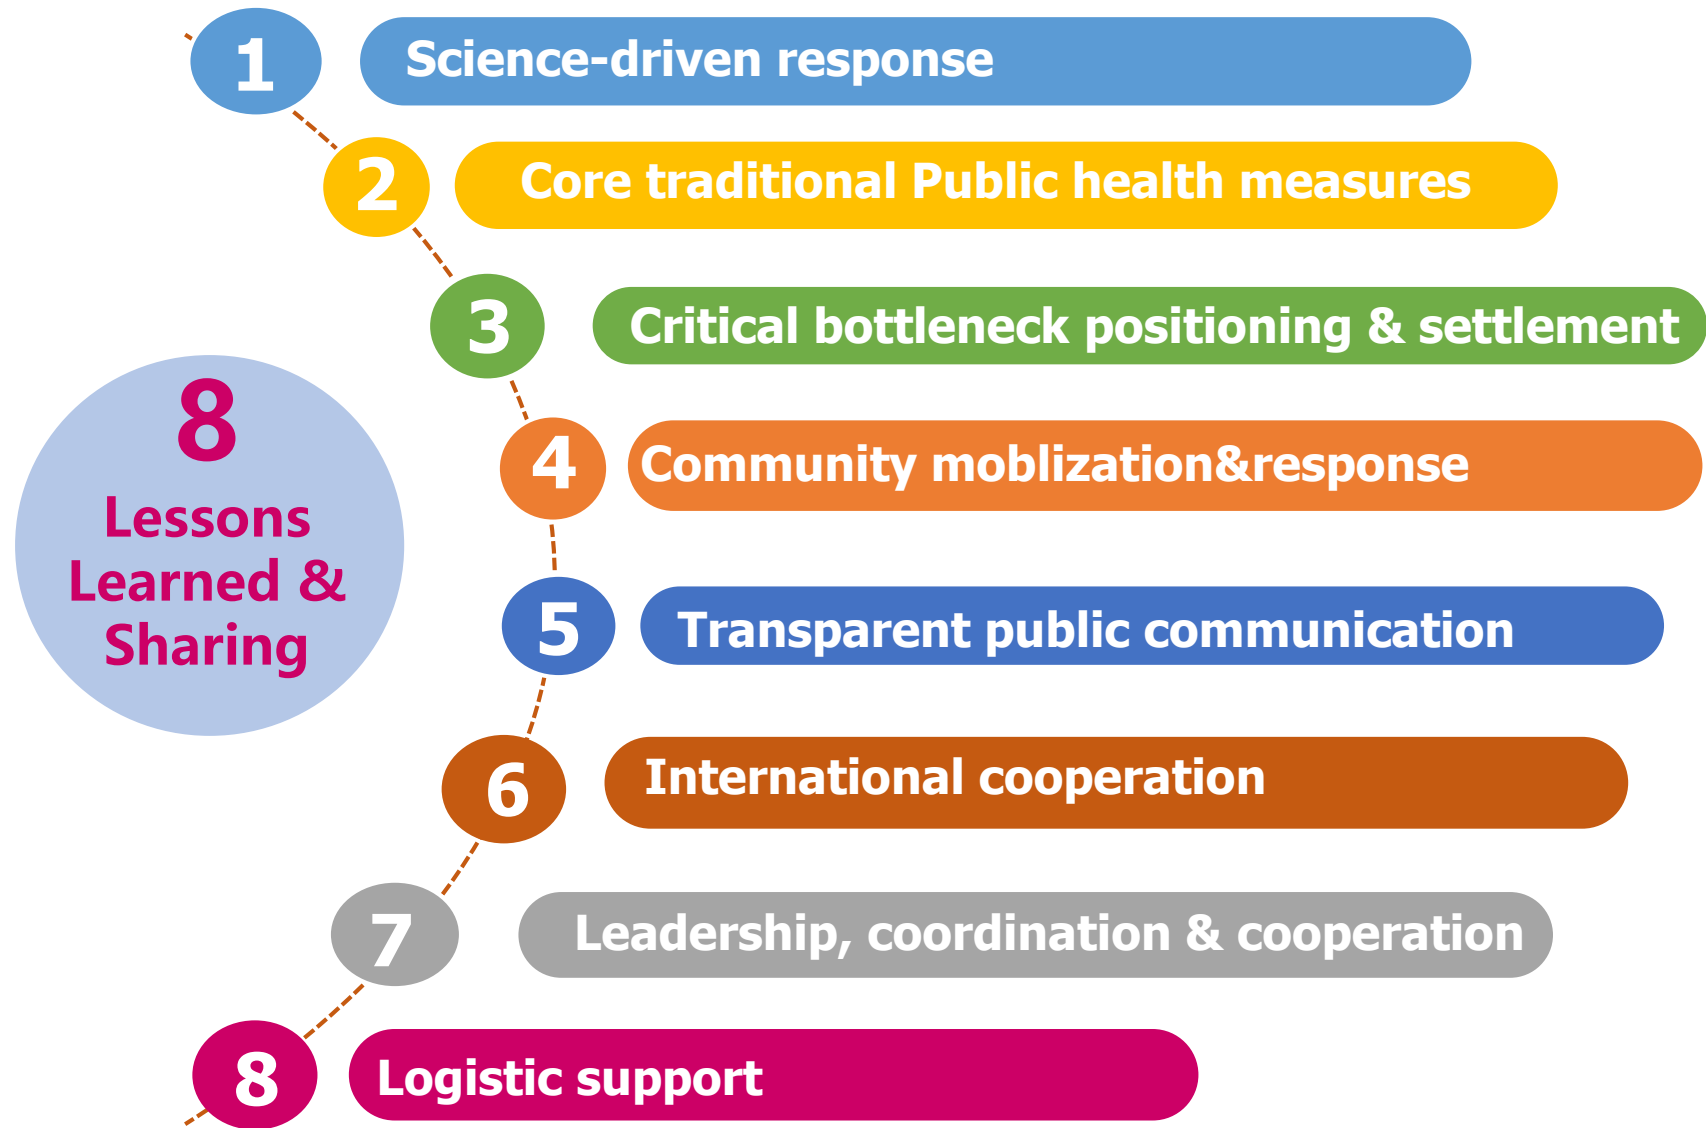 1 Science-driven response
2 Core traditional Public health measures
3 Critical bottleneck positioning & settlement
8
Lessons
Learned &
Sharing
4 Community moblization&response
5 Transparent public communication
6 International cooperation
7 Leadership, coordination & cooperation
8 Logistic support